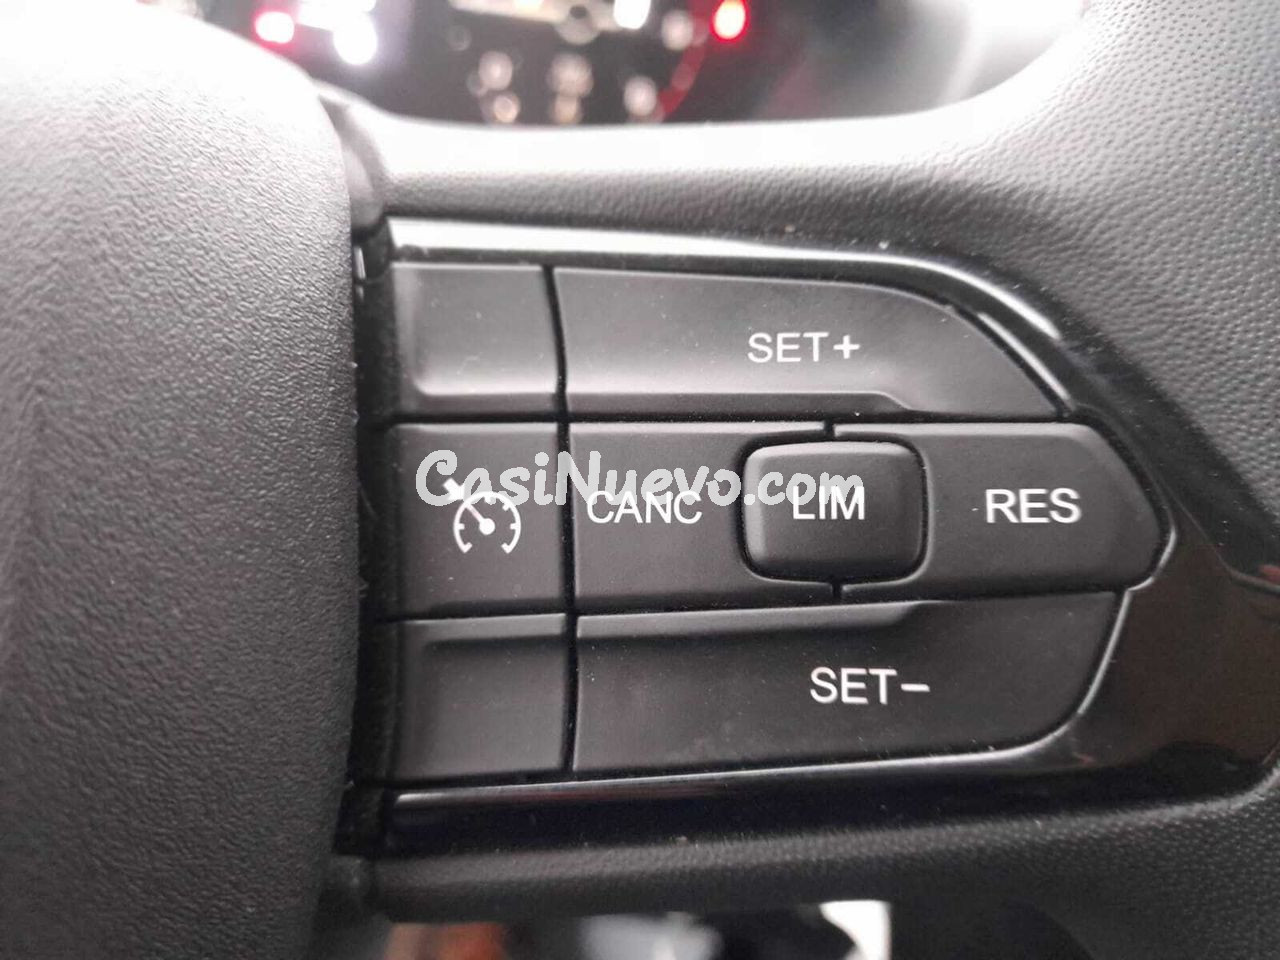 SET+
CasiNuevo.com
CANC LIM RES
SET−